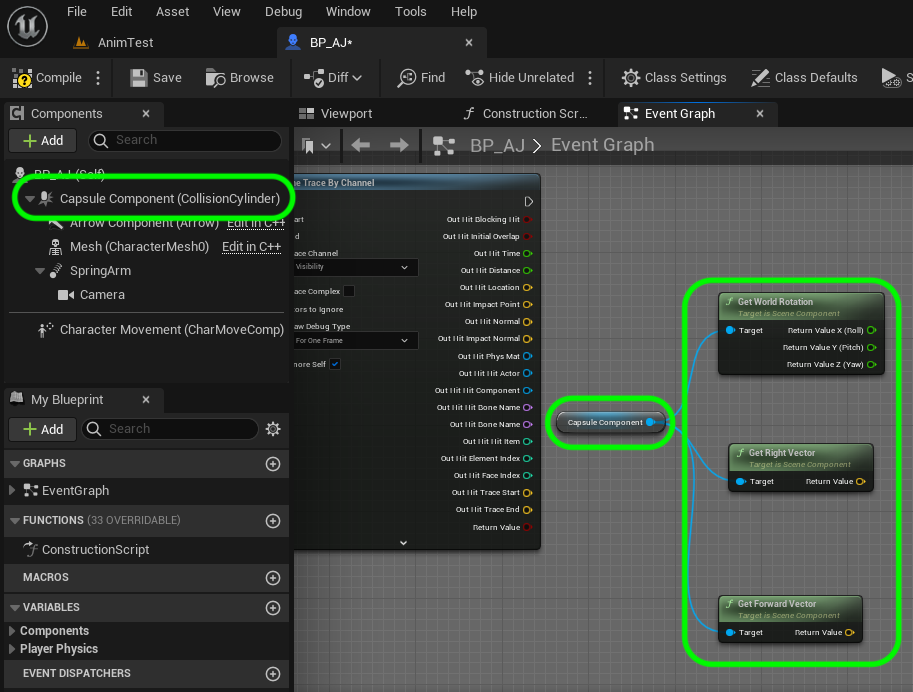 File Edit Asset View Debug Window Tools Help
AnimTest
BP_AJ*
Compile
Save
Browse
Diff
Find
Hide Unrelated
Class Settings
Class Defaults
S
Components
Viewport
Construction Scr...
Event Graph
Add
Search
BP_AJ > Event Graph
BP_AJ (Self)
Capsule Component (CollisionCylinder)
Arrow Component (Arrow) Edit in C++
Mesh (CharacterMesh0) Edit in C++
SpringArm
Camera
Character Movement (CharMoveComp)
My Blueprint
Add
Search
GRAPHS
EventGraph
FUNCTIONS (33 OVERRIDABLE)
ConstructionScript
MACROS
VARIABLES
Components
Player Physics
EVENT DISPATCHERS
ne Trace By Channel
art
d
ace Channel
Visibility
ace Complex
tors to Ignore
aw Debug Type
For One Frame
nore Self
Out Hit Blocking Hit
Out Hit Initial Overlap
Out Hit Time
Out Hit Distance
Out Hit Location
Out Hit Impact Point
Out Hit Normal
Out Hit Impact Normal
Out Hit Phys Mat
Out Hit Hit Actor
Out Hit Hit Component
Out Hit Hit Bone Name
Out Hit Bone Name
Out Hit Hit Item
Out Hit Element Index
Out Hit Face Index
Out Hit Trace Start
Out Hit Trace End
Return Value
Capsule Component
Get World Rotation
Target is Scene Component
Target
Return Value X (Roll)
Return Value Y (Pitch)
Return Value Z (Yaw)
Get Right Vector
Target is Scene Component
Target
Return Value
Get Forward Vector
Target is Scene Component
Target
Return Value